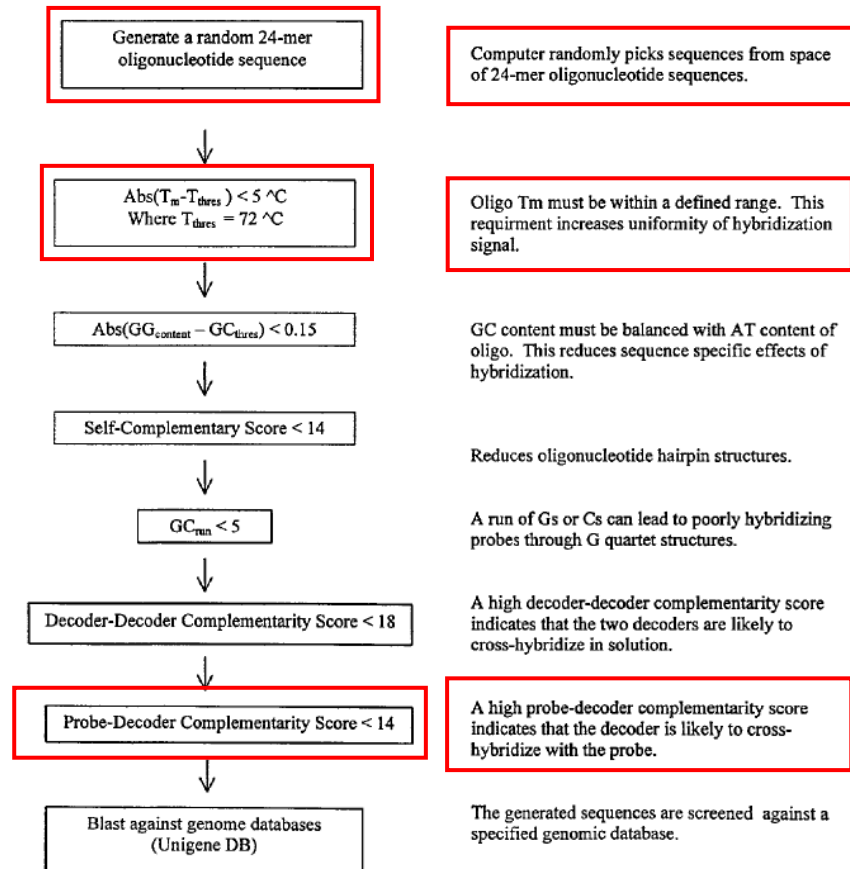 Generate a random 24-mer
oligonucleotide sequence
Computer randomly picks sequences from space
of 24-mer oligonucleotide sequences.
Abs(Tm-Tthres) < 5 ^C
Where Tthres = 72 ^C
Oligo Tm must be within a defined range. This
requirment increases uniformity of hybridization
signal.
Abs(GGcontent – GCthres) < 0.15
GC content must be balanced with AT content of
oligo. This reduces sequence specific effects of
hybridization.
Self-Complementary Score < 14
Reduces oligonucleotide hairpin structures.
GCrun < 5
A run of Gs or Cs can lead to poorly hybridizing
probes through G quartet structures.
Decoder-Decoder Complementarity Score < 18
A high decoder-decoder complementarity score
indicates that the two decoders are likely to
cross-hybridize in solution.
Probe-Decoder Complementarity Score < 14
A high probe-decoder complementarity score
indicates that the decoder is likely to cross-
hybridize with the probe.
Blast against genome databases
(Unigene DB)
The generated sequences are screened against a
specified genomic database.